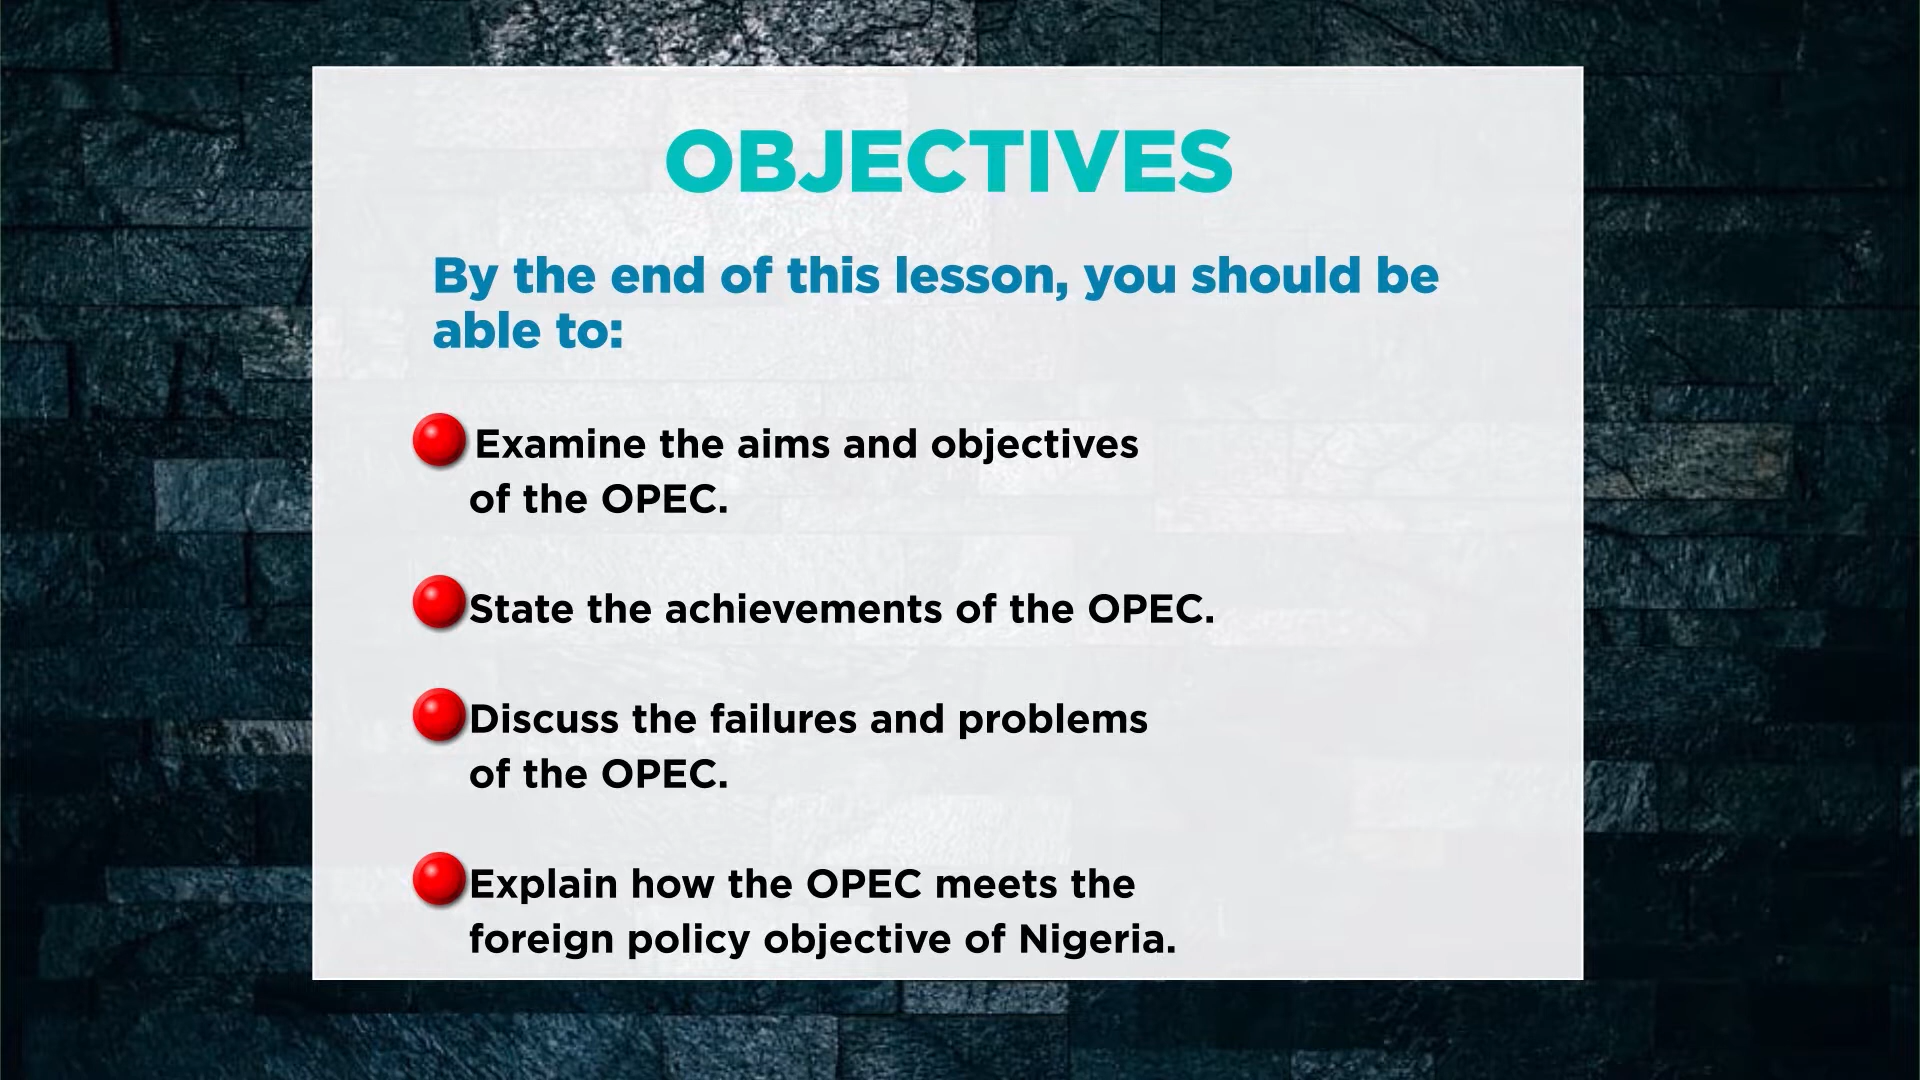 OBJECTIVES
By the end of this lesson, you should be
able to:
Examine the aims and objectives
of the OPEC.
State the achievements of the OPEC.
Discuss the failures and problems
of the OPEC.
Explain how the OPEC meets the
foreign policy objective of Nigeria.